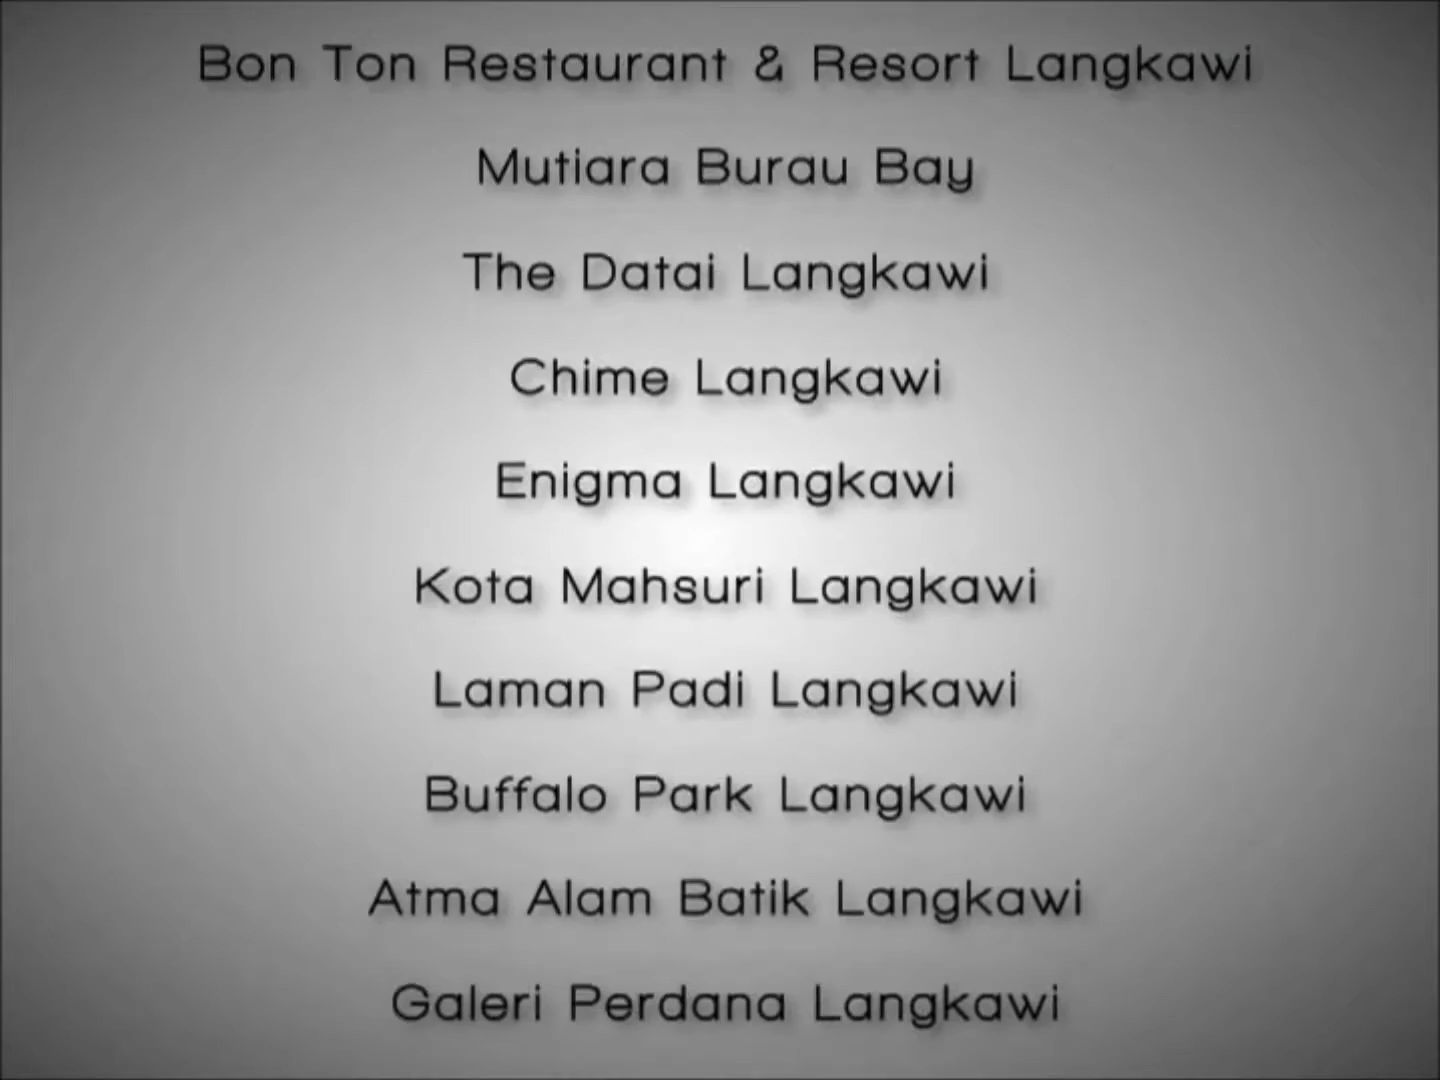 Bon Ton Restaurant & Resort Langkawi
Mutiara Burau Bay
The Datai Langkawi
Chime Langkawi
Enigma Langkawi
Kota Mahsuri Langkawi
Laman Padi Langkawi
Buffalo Park Langkawi
Atma Alam Batik Langkawi
Galeri Perdana Langkawi